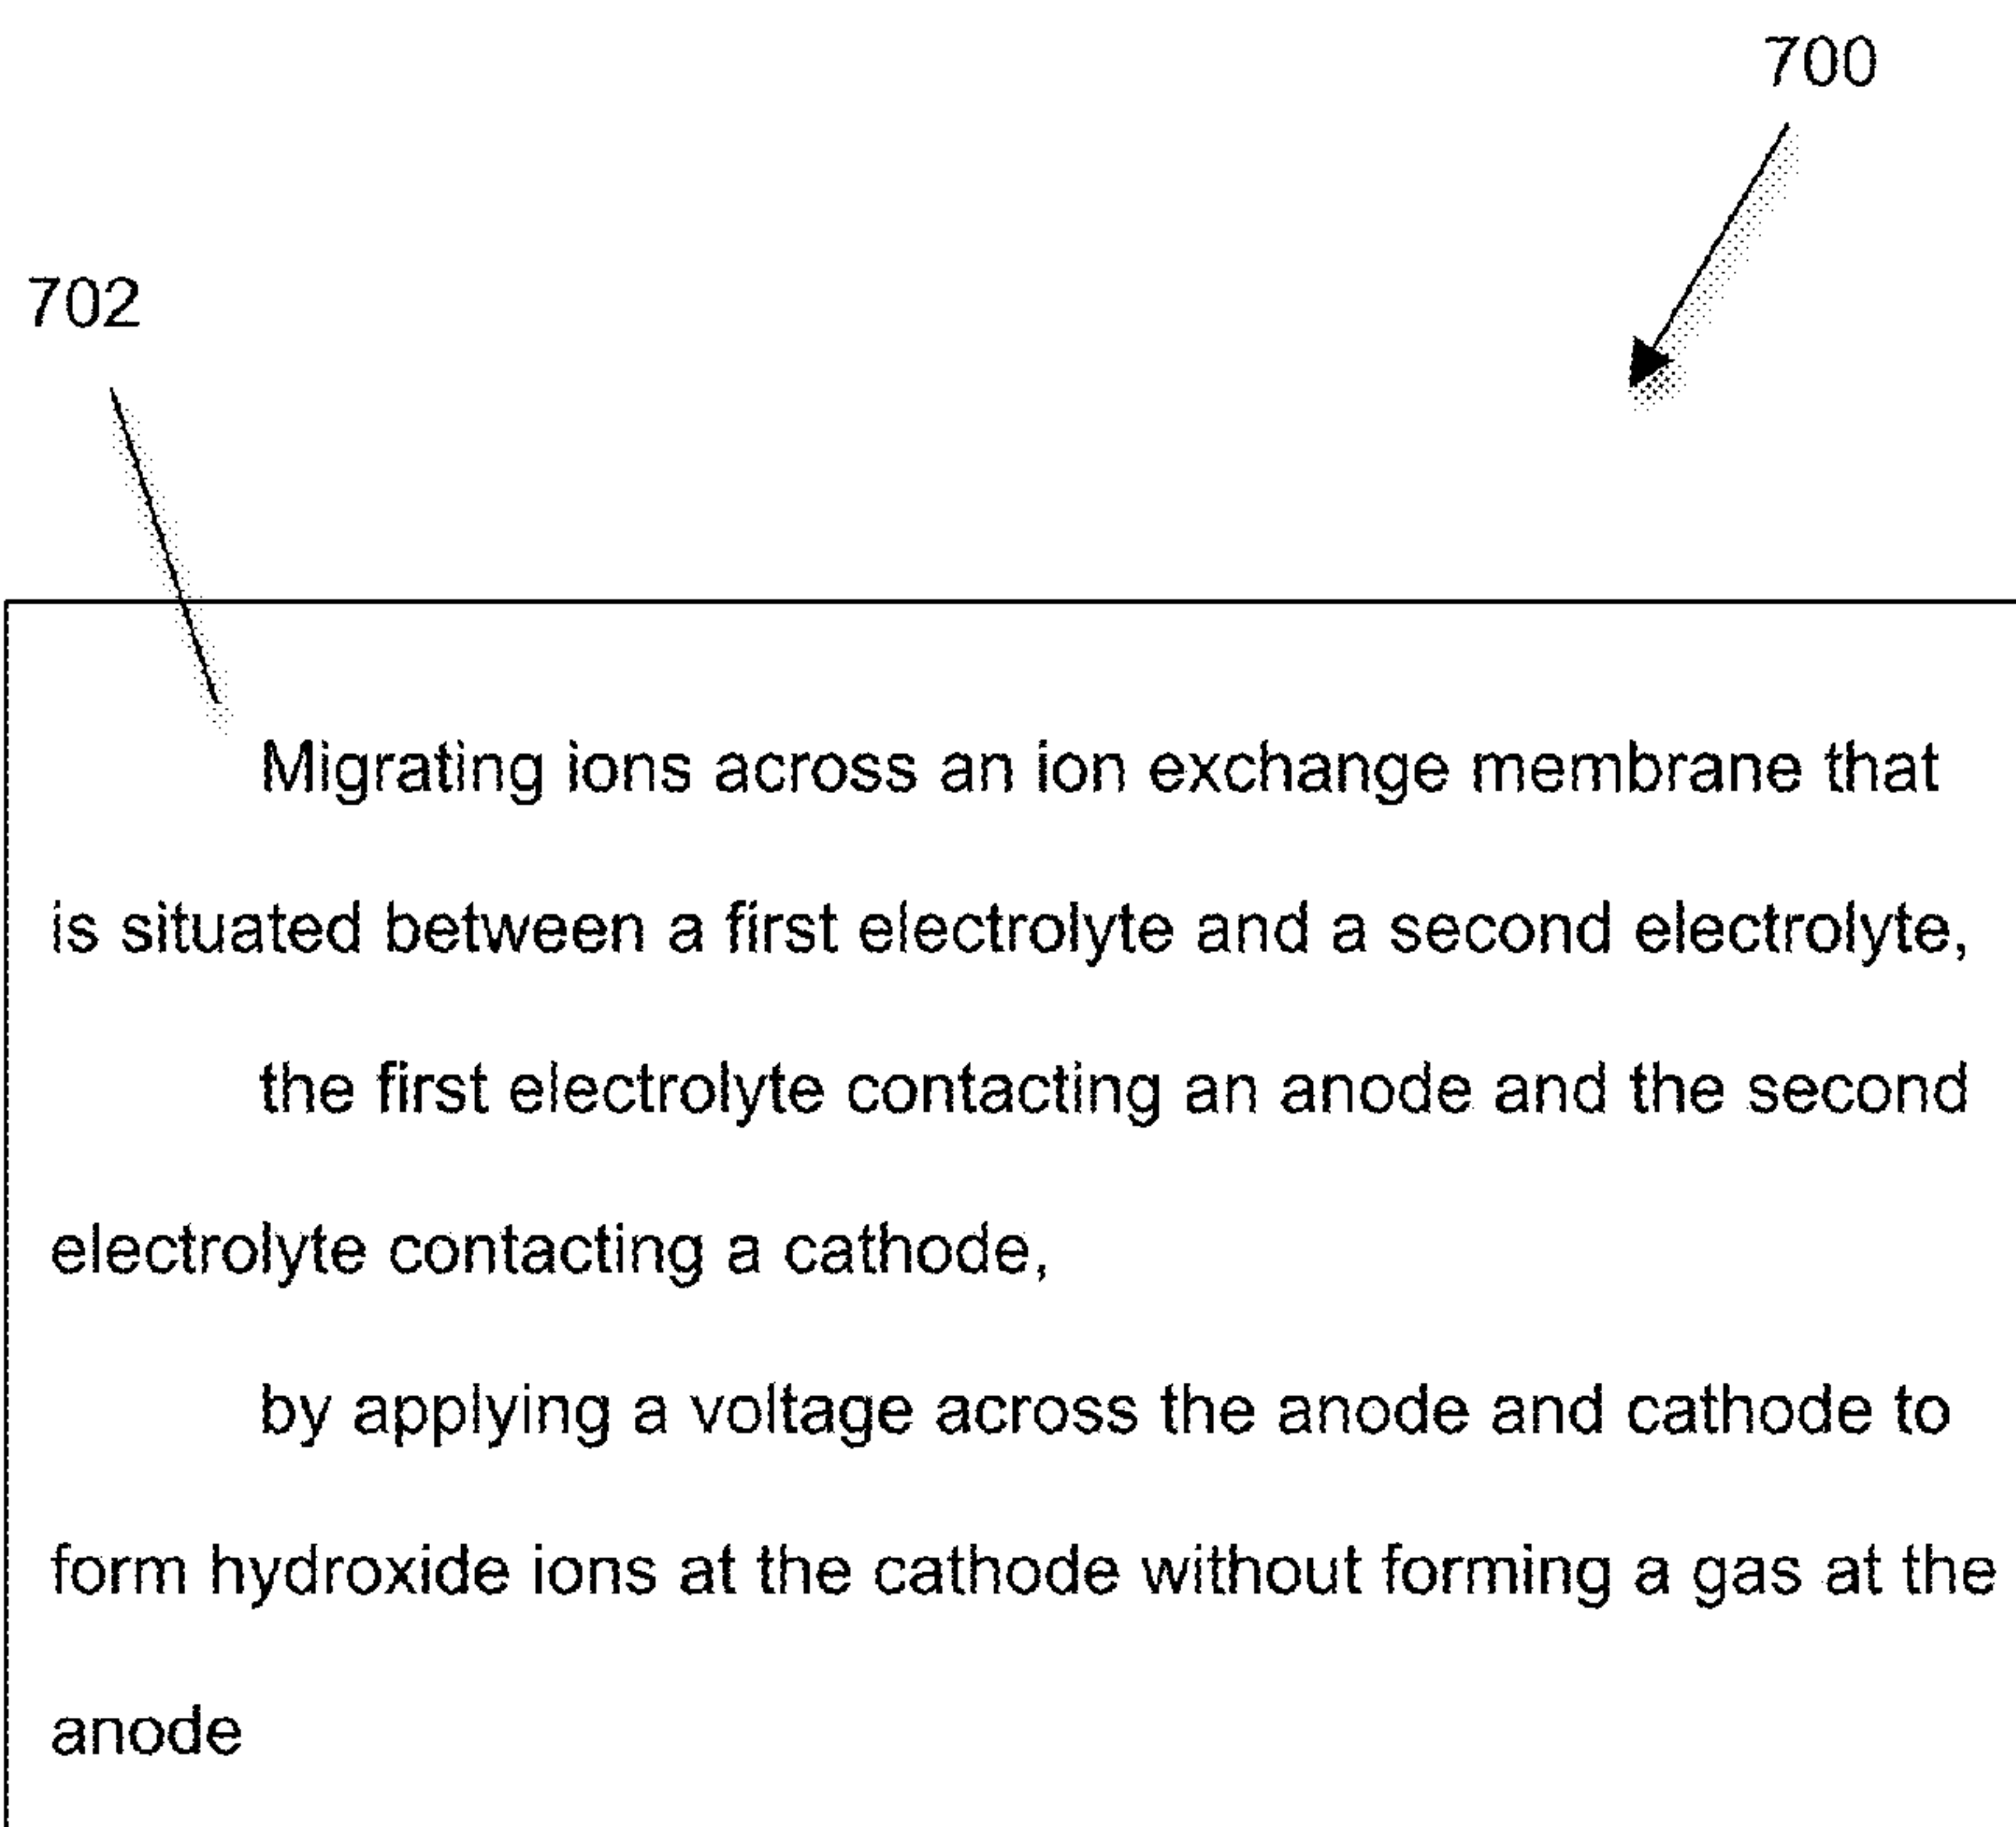 700
702
Migrating ions across an ion exchange membrane that
is situated between a first electrolyte and a second electrolyte,
the first electrolyte contacting an anode and the second
electrolyte contacting a cathode,
by applying a voltage across the anode and cathode to
form hydroxide ions at the cathode without forming a gas at the
anode